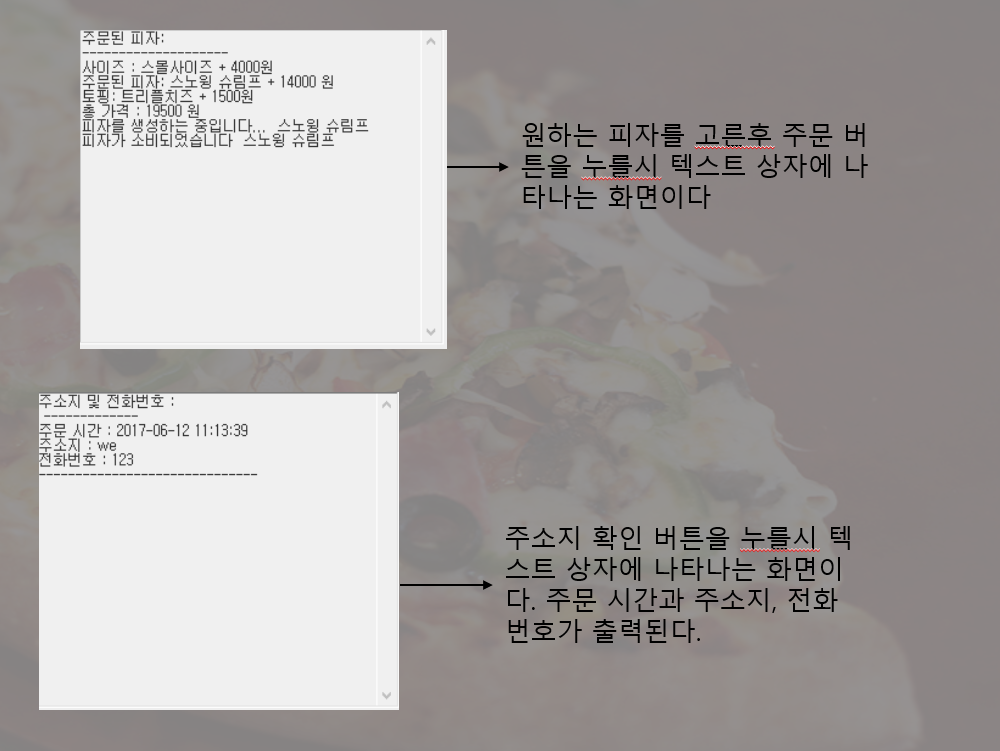 주문된 피자:
--------------------
사이즈 : 스몰사이즈 + 4000원
주문된 피자: 스노윙 슈림프 + 14000 원
토핑: 트리플치즈 + 1500원
총 가격 : 19500 원
피자를 생성하는 중입니다...  스노윙 슈림프
피자가 소비되었습니다  스노윙 슈림프
원하는 피자를 고른후 주문 버
튼을 누를시 텍스트 상자에 나
타나는 화면이다
주소지 및 전화번호 :
-------------
주문 시간 : 2017-06-12 11:13:39
주소지 : we
전화번호 : 123
------------------------------
주소지 확인 버튼을 누를시 텍
스트 상자에 나타나는 화면이
다. 주문 시간과 주소지, 전화
번호가 출력된다.